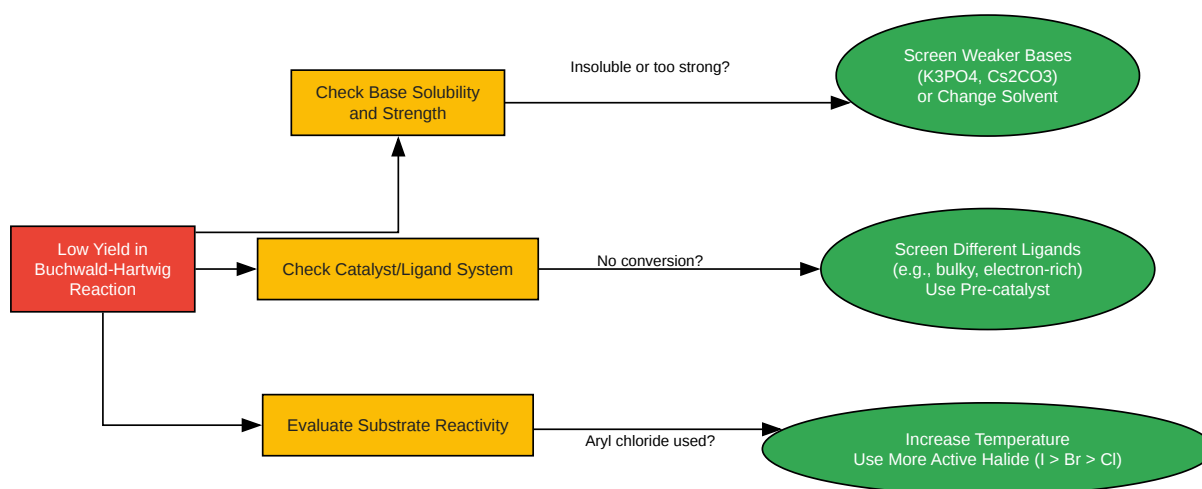 Low Yield in
Buchwald-Hartwig
Reaction
Check Base Solubility
and Strength
Insoluble or too strong?
Screen Weaker Bases
(K3PO4, Cs2CO3)
or Change Solvent
Check Catalyst/Ligand System
No conversion?
Screen Different Ligands
(e.g., bulky, electron-rich)
Use Pre-catalyst
Evaluate Substrate Reactivity
Aryl chloride used?
Increase Temperature
Use More Active Halide (I > Br > Cl)